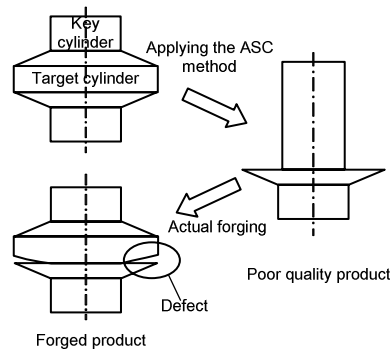 Key
cylinder
Target cylinder
Applying the ASC
method
Actual forging
Poor quality product
Defect
Forged product